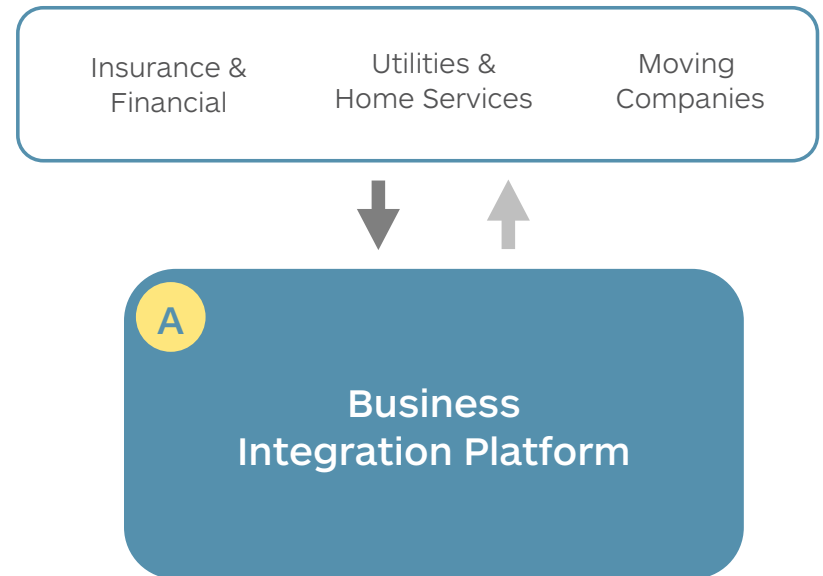 Insurance &
Financial
Utilities &
Home Services
Moving
Companies
A
Business
Integration Platform